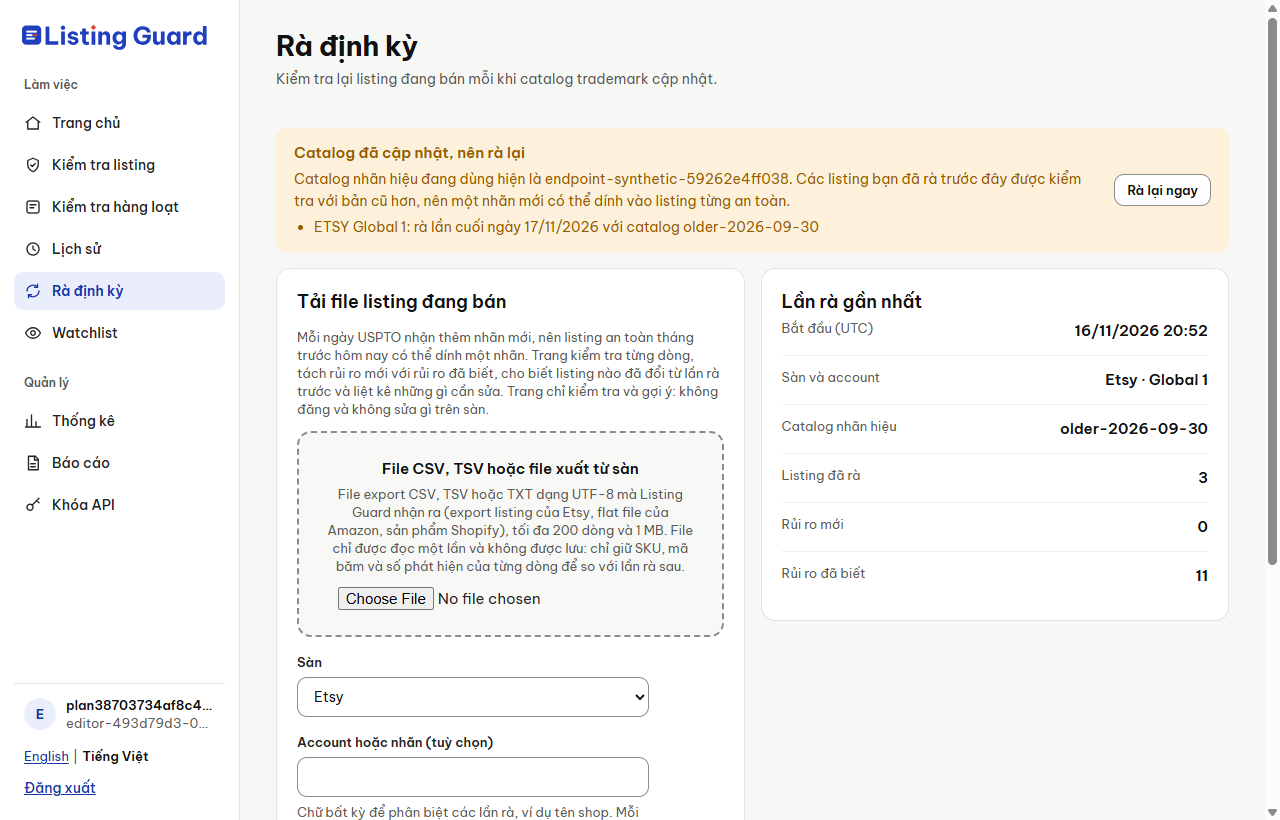 Listing Guard
Làm việc
Trang chủ
Kiểm tra listing
Kiểm tra hàng loạt
Lịch sử
Rà định kỳ
Watchlist
Quản lý
Thống kê
Báo cáo
Khóa API
E
plan38703734af8c4...
editor-493d79d3-0...
English | Tiếng Việt
Đăng xuất
Rà định kỳ
Kiểm tra lại listing đang bán mỗi khi catalog trademark cập nhật.
Catalog đã cập nhật, nên rà lại
Catalog nhãn hiệu đang dùng hiện là endpoint-synthetic-59262e4ff038. Các listing bạn đã rà trước đây được kiểm
tra với bản cũ hơn, nên một nhãn mới có thể dính vào listing từng an toàn.
• ETSY Global 1: rà lần cuối ngày 17/11/2026 với catalog older-2026-09-30
Rà lại ngay
Tải file listing đang bán
Mỗi ngày USPTO nhận thêm nhãn mới, nên listing an toàn tháng
trước hôm nay có thể dính một nhãn. Trang kiểm tra từng dòng,
tách rủi ro mới với rủi ro đã biết, cho biết listing nào đã đổi từ lần rà
trước và liệt kê những gì cần sửa. Trang chỉ kiểm tra và gợi ý: không
đăng và không sửa gì trên sàn.
File CSV, TSV hoặc file xuất từ sàn
File export CSV, TSV hoặc TXT dạng UTF-8 mà Listing
Guard nhận ra (export listing của Etsy, flat file của
Amazon, sản phẩm Shopify), tối đa 200 dòng và 1 MB. File
chỉ được đọc một lần và không được lưu: chỉ giữ SKU, mã
băm và số phát hiện của từng dòng để so với lần rà sau.
Choose File No file chosen
Sàn
Etsy
Account hoặc nhãn (tuỳ chọn)
Chữ bất kỳ để phân biệt các lần rà, ví dụ tên shop. Mỗi
Lần rà gần nhất
Bắt đầu (UTC) 16/11/2026 20:52
Sàn và account Etsy · Global 1
Catalog nhãn hiệu older-2026-09-30
Listing đã rà 3
Rủi ro mới 0
Rủi ro đã biết 11